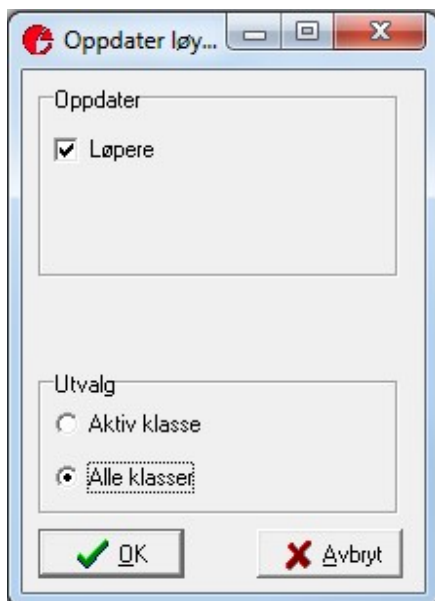 Oppdater løy...
Oppdater
Løpere
Utvalg
Aktiv klasse
Alle klasser
OK
Avbryt